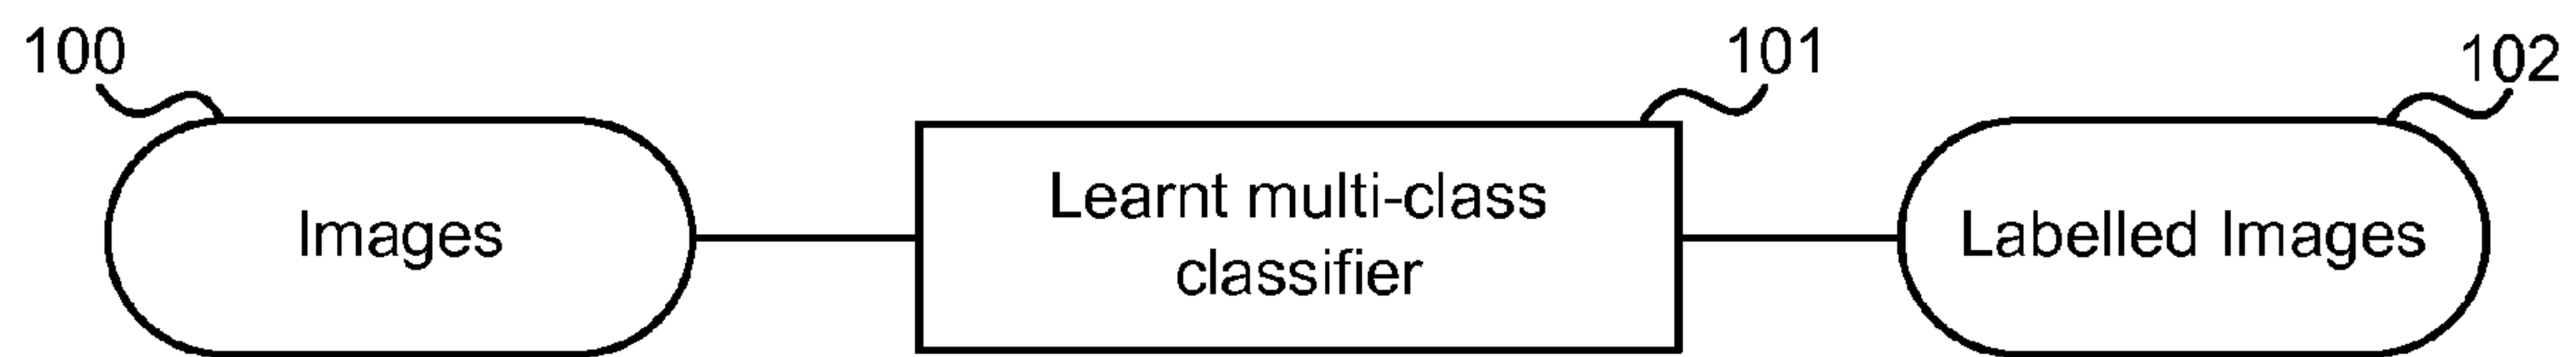 100
101
102
Images
Learnt multi-class
classifier
Labelled Images